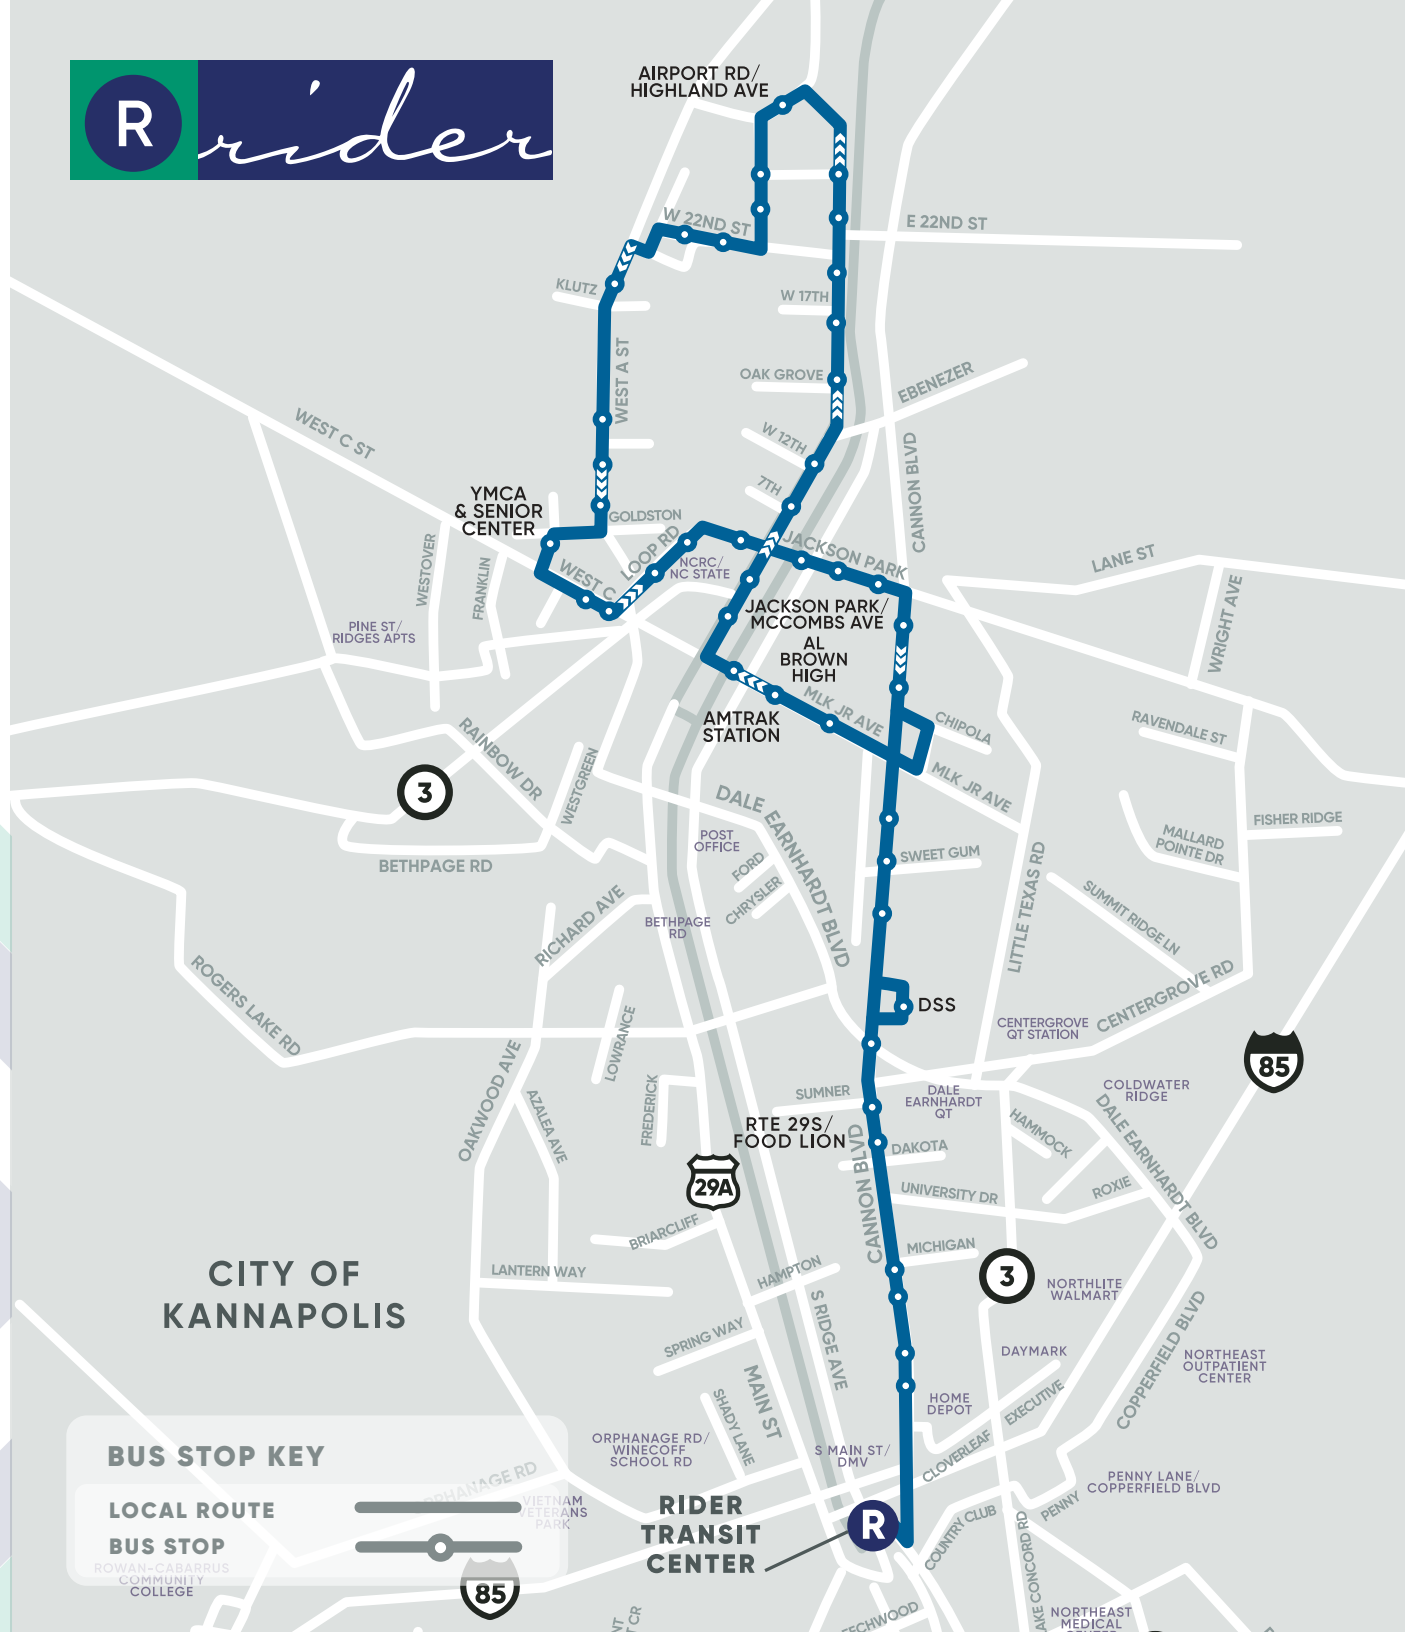 AIRPORT RD/
HIGHLAND AVE
R rider
W 22ND ST
E 22ND ST
KLUTZ
W 17TH
WEST A ST
OAK GROVE
EBENEZER
WEST C ST
W 12TH
CANNON BLVD
YMCA
& SENIOR
CENTER
7TH
GOLDSTON
LOOP RD
JACKSON PARK
WESTOVER
FRANKLIN
WEST C
NCRC/
NC STATE
LANE ST
WRIGHT AVE
JACKSON PARK/
MCCOMBS AVE
PINE ST/
RIDGES APTS
AL
BROWN
HIGH
MLK JR AVE
CHIPOLA
AMTRAK
STATION
RAVENDALE ST
RAINBOW DR
WESTGREEN
MLK JR AVE
3
DALE EARNHARDT BLVD
FISHER RIDGE
MALLARD
POINTE DR
POST
OFFICE
BETHPAGE RD
FORD
CHRYSLER
SWEET GUM
LITTLE TEXAS RD
SUMMIT RIDGE LN
RICHARD AVE
BETHPAGE
RD
ROGERS LAKE RD
DSS
CENTERGROVE RD
CENTERGROVE
QT STATION
LOWRANCE
OAKWOOD AVE
85
AZALEA AVE
FREDERICK
SUMNER
DALE
EARNHARDT
QT
COLDWATER
RIDGE
RTE 29S/
FOOD LION
HAMMOCK
DALE EARNHARDT BLVD
DAKOTA
CANNON BLVD
29A
UNIVERSITY DR
ROXIE
BRIARCLIFF
MICHIGAN
CITY OF
KANNAPOLIS
LANTERN WAY
HAMPTON
3
NORTHLITE
WALMART
S RIDGE AVE
SPRING WAY
DAYMARK
COPPERFIELD BLVD
NORTHEAST
OUTPATIENT
CENTER
MAIN ST
SHADY LANE
HOME
DEPOT
EXECUTIVE
BUS STOP KEY
ORPHANAGE RD/
WINECOFF
SCHOOL RD
S MAIN ST/
DMV
CLOVERLEAF
ORPHANAGE RD
PENNY LANE/
COPPERFIELD BLVD
LOCAL ROUTE
VIETNAM
VETERANS
PARK
RIDER
TRANSIT
CENTER
R
PENNY
COUNTRY CLUB
BUS STOP
ROWAN-CABARRUS
COMMUNITY
COLLEGE
85
LAKE CONCORD RD
NORTHEAST
MEDICAL